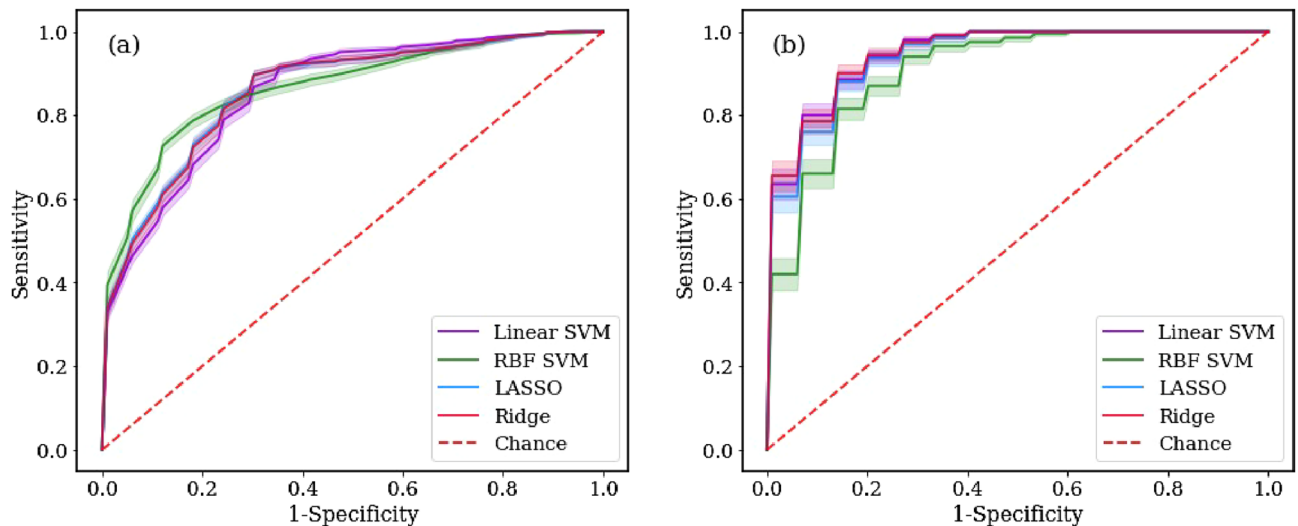 (a)
Sensitivity
1.0
0.8
0.6
0.4
0.2
0.0
Linear SVM
RBF SVM
LASSO
Ridge
Chance
0.0 0.2 0.4 0.6 0.8 1.0
1-Specificity
(b)
Sensitivity
1.0
0.8
0.6
0.4
0.2
0.0
Linear SVM
RBF SVM
LASSO
Ridge
Chance
0.0 0.2 0.4 0.6 0.8 1.0
1-Specificity